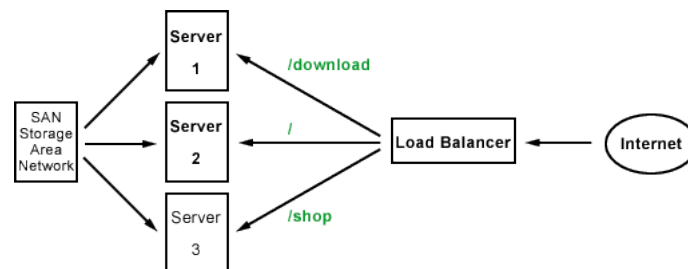 Server
1
/download
SAN
Storage
Area
Network
Server
2
/
Load Balancer
Internet
/shop
Server
3